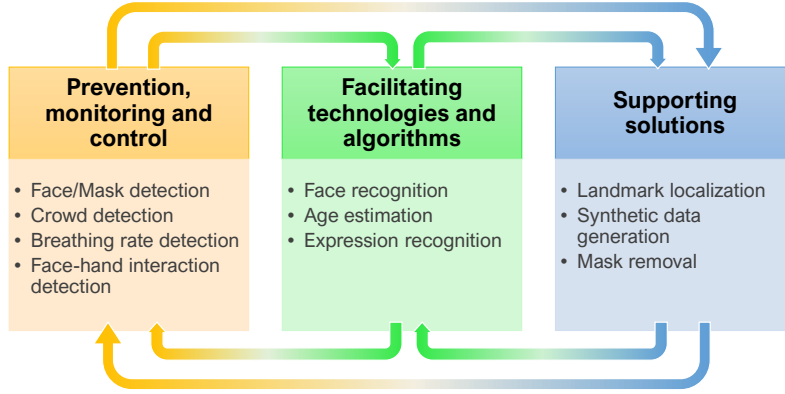 Prevention,
monitoring and
control
• Face/Mask detection
• Crowd detection
• Breathing rate detection
• Face-hand interaction
detection
Facilitating
technologies and
algorithms
• Face recognition
• Age estimation
• Expression recognition
Supporting
solutions
• Landmark localization
• Synthetic data
generation
• Mask removal